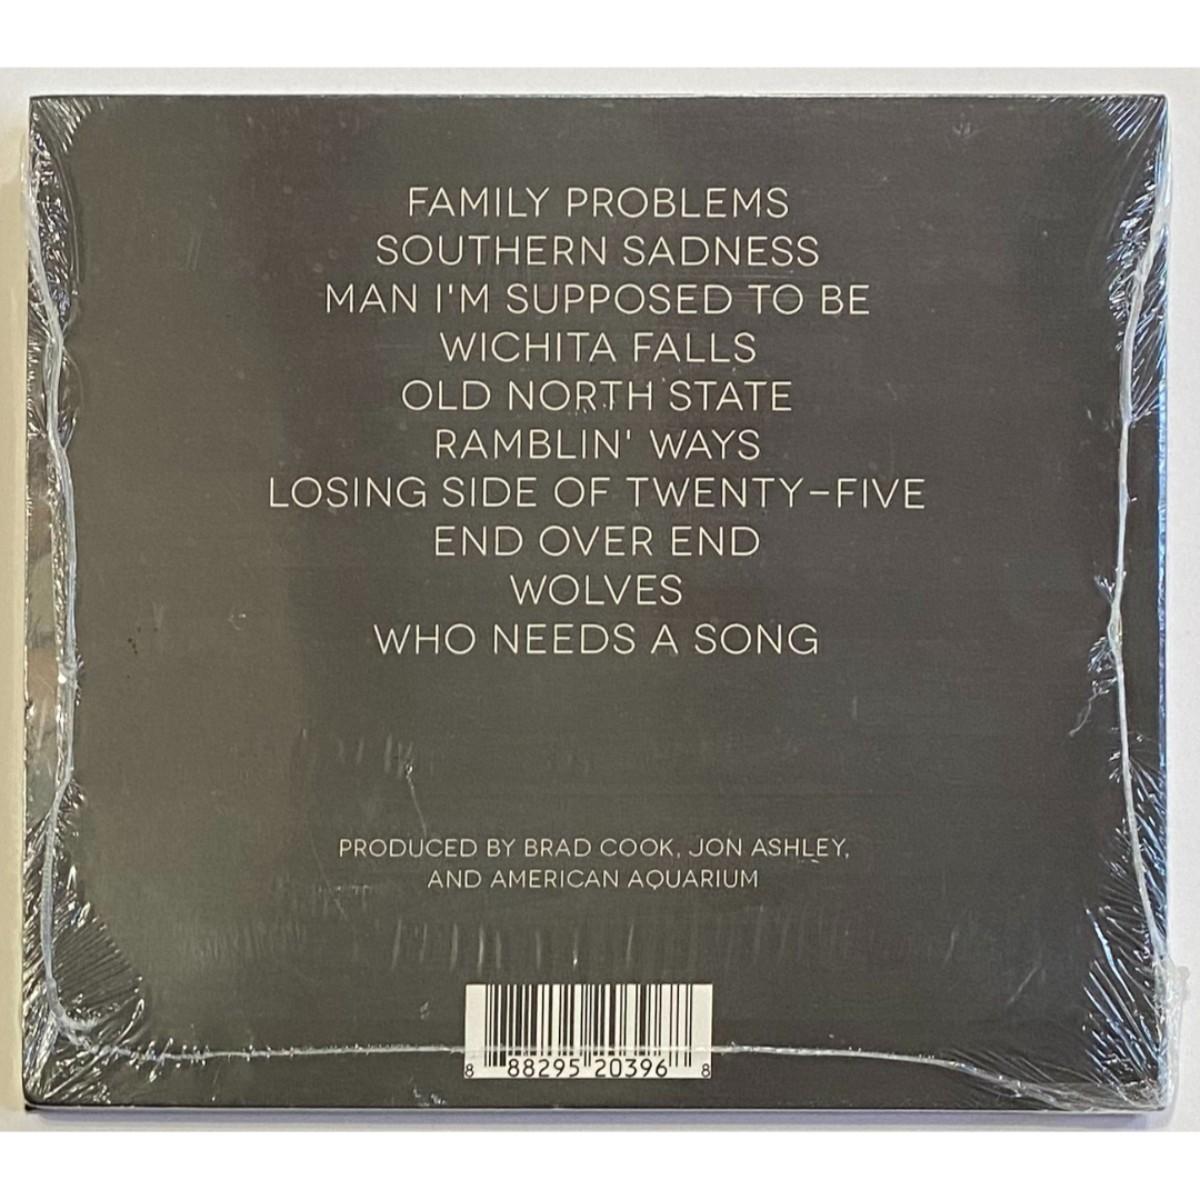 FAMILY PROBLEMS
SOUTHERN SADNESS
MAN I'M SUPPOSED TO BE
WICHITA FALLS
OLD NORTH STATE
RAMBLIN' WAYS
LOSING SIDE OF TWENTY-FIVE
END OVER END
WOLVES
WHO NEEDS A SONG
PRODUCED BY BRAD COOK, JON ASHLEY,
AND AMERICAN AQUARIUM
8 88295 20396 8